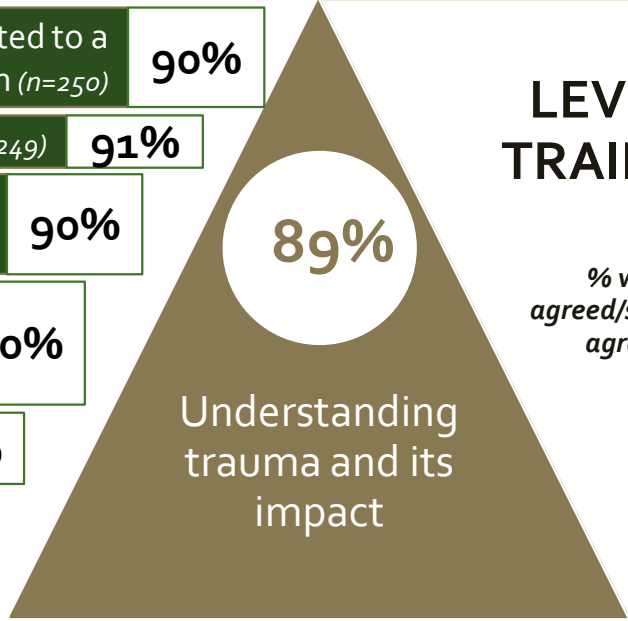 ted to a
(n=250)
90%
249)
91%
90%
0%
89%
Understanding
trauma and its
impact
LEV
TRAI
%
agreed/
agr